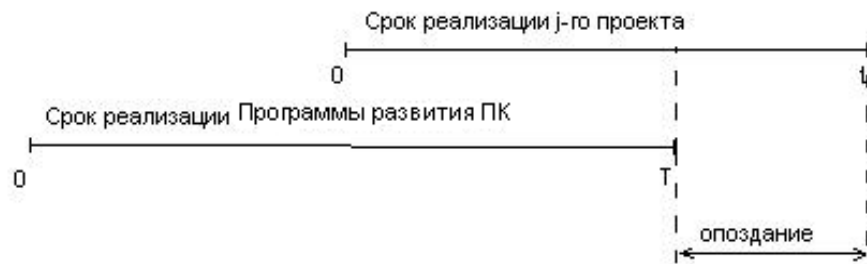 Срок реализации j-го проекта
0
Срок реализации Программы развития ПК
0
T
опоздание